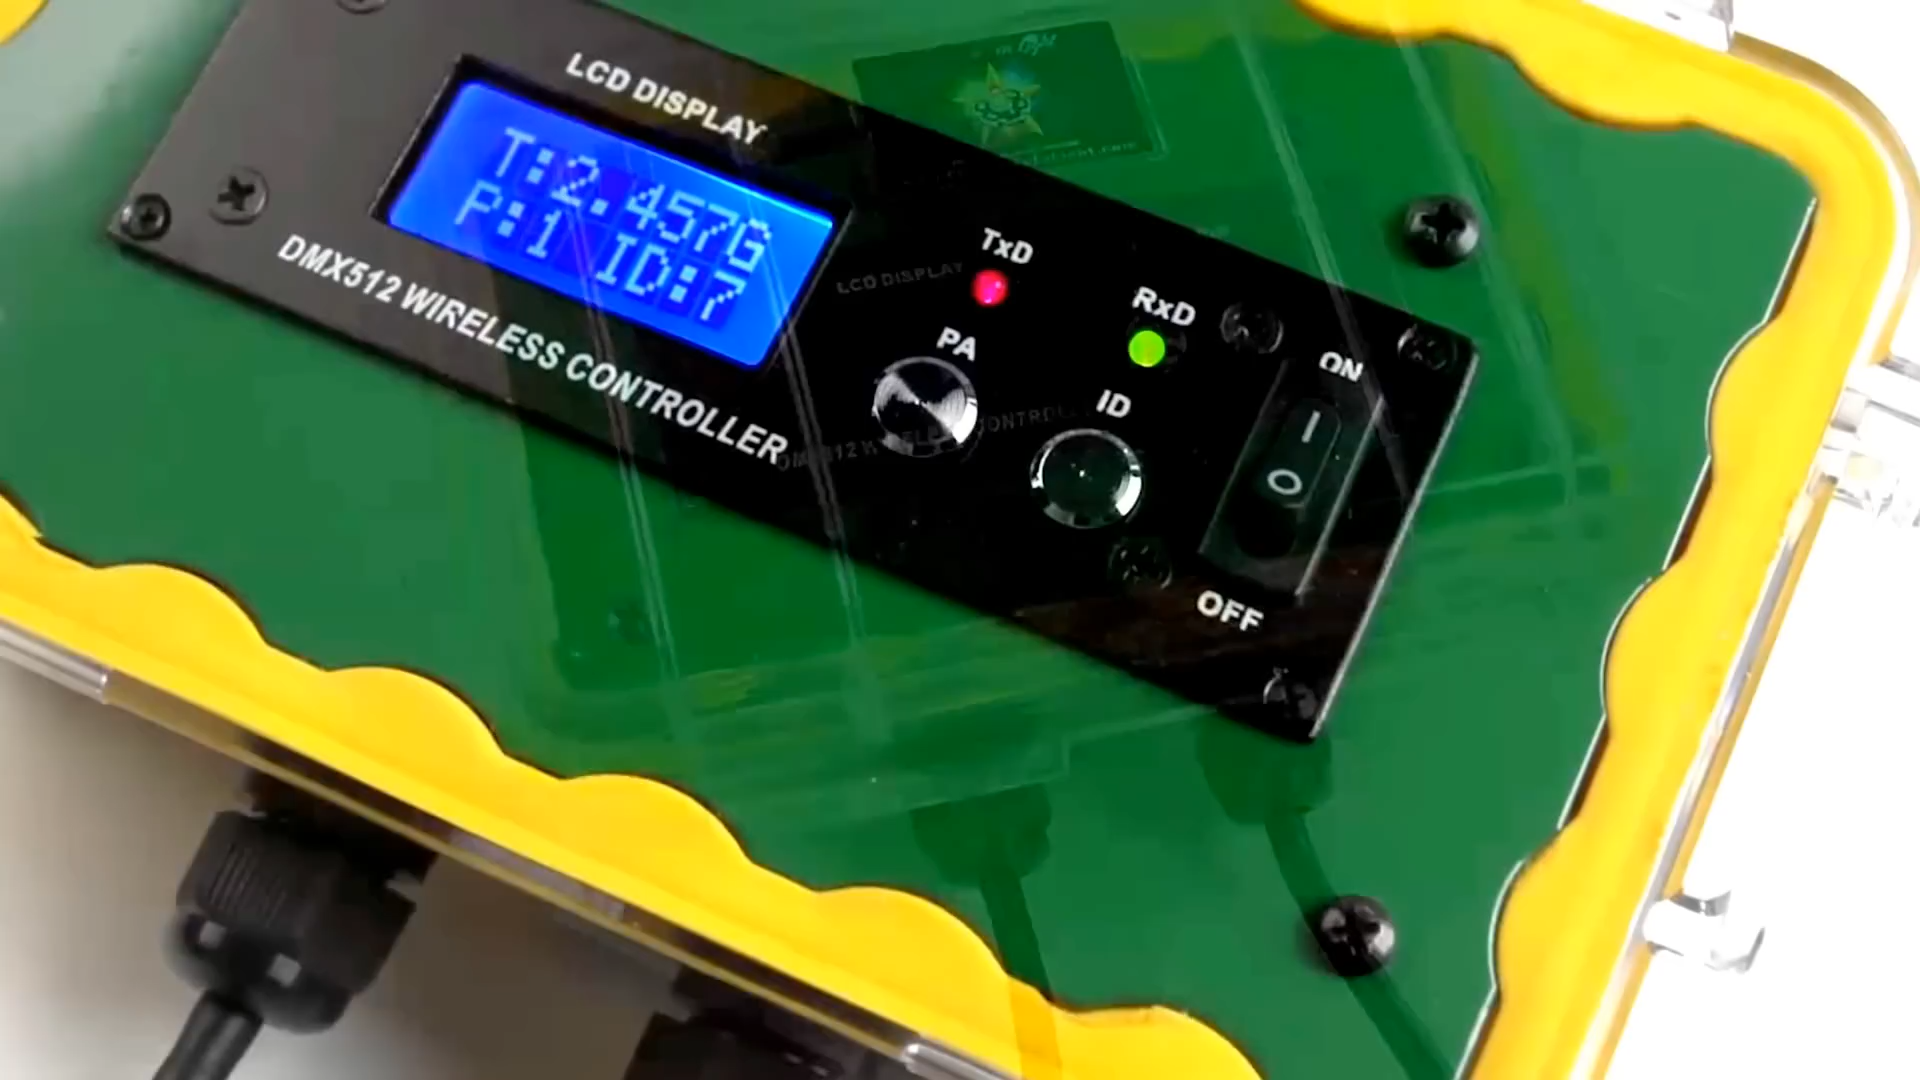 LCD DISPLAY
T:2.457G
P:1 ID:7
DMX512 WIRELESS CONTROLLER
TxD
RxD
PA
ID
ON
I
O
OFF
LCD DISPLAY